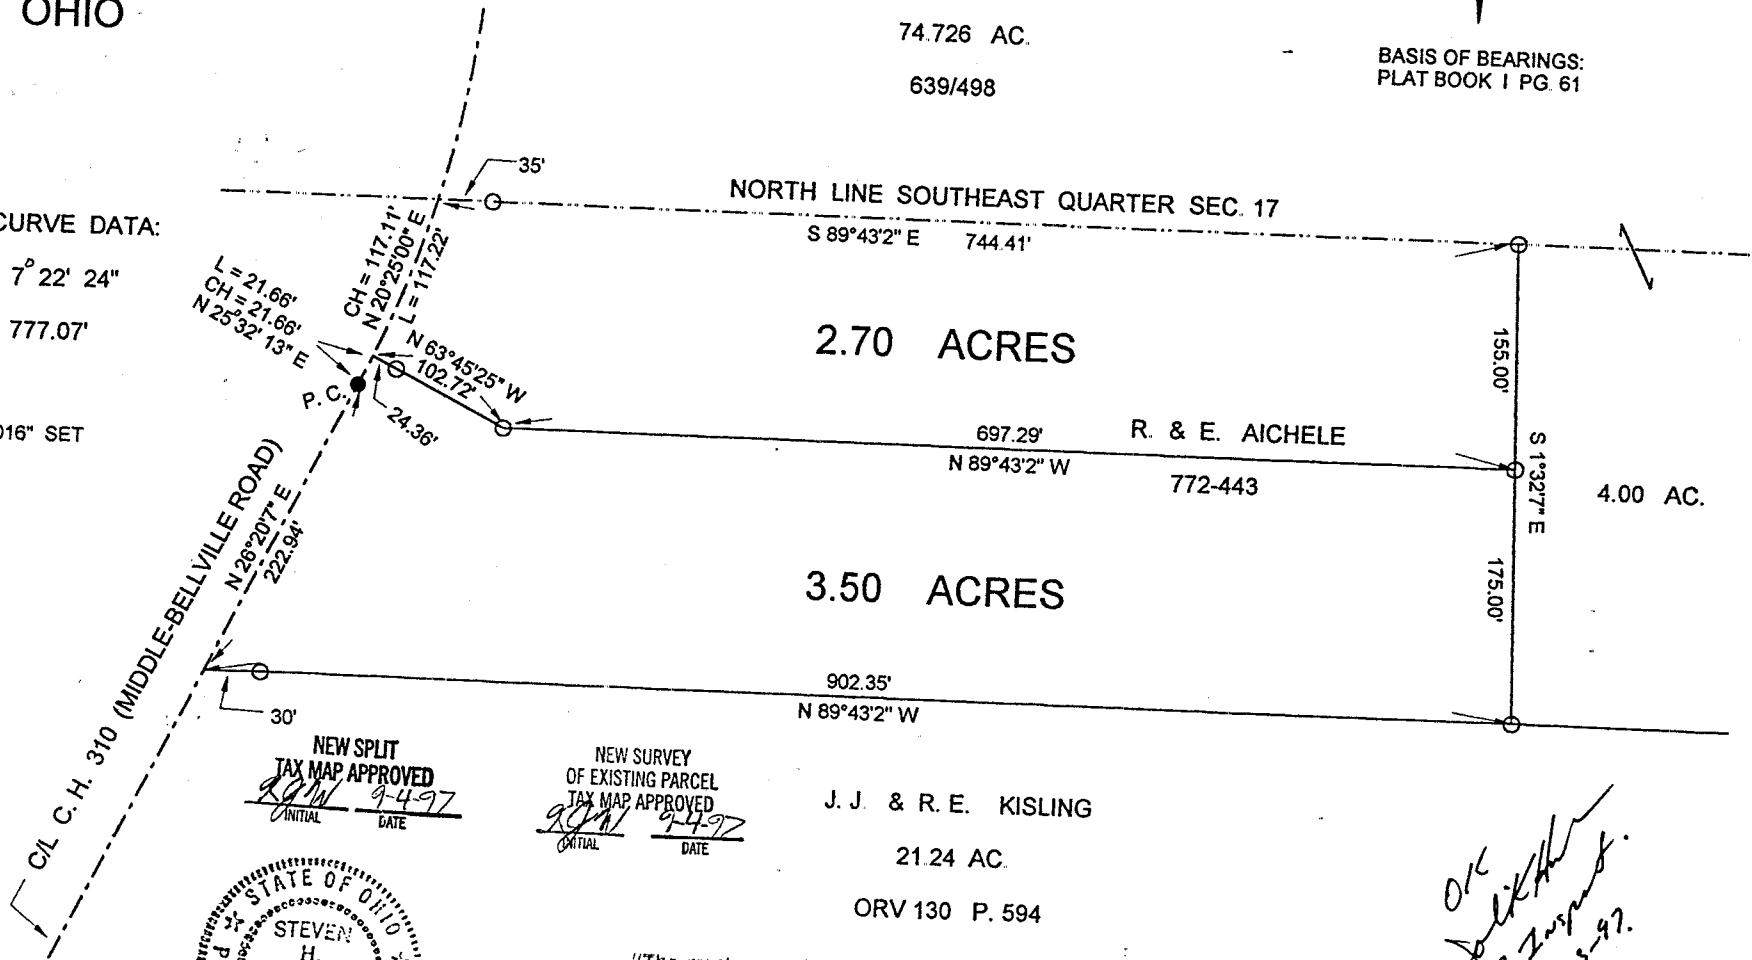 OHIO
74.726 AC.
639/498
BASIS OF BEARINGS:
PLAT BOOK 1 PG. 61
35'
NORTH LINE SOUTHEAST QUARTER SEC. 17
S 89°43'2" E 744.41'
CURVE DATA:
7° 22' 24"
777.07'
L = 21.66'
CH = 21.66'
N 25°32' 13" E
CH = 117.11'
N 20°25'00" E
L = 117.22'
N 63°45'25" W
102.72'
P. C.
24.36'
2.70 ACRES
155.00'
016" SET
697.29'
N 89°43'2" W
R. & E. AICHELE
772-443
S 1°32'7" E
4.00 AC.
N 26°20'7" E
222.94'
3.50 ACRES
175.00'
C/L C. H. 310 (MIDDLE-BELLVILLE ROAD)
902.35'
N 89°43'2" W
30'
NEW SPLIT
TAX MAP APPROVED
9-4-97
INITIAL DATE
NEW SURVEY
OF EXISTING PARCEL
TAX MAP APPROVED
9-4-97
INITIAL DATE
J. J. & R. E. KISLING
21.24 AC.
ORV 130 P. 594
STATE OF OHIO
STEVEN
H.
OK